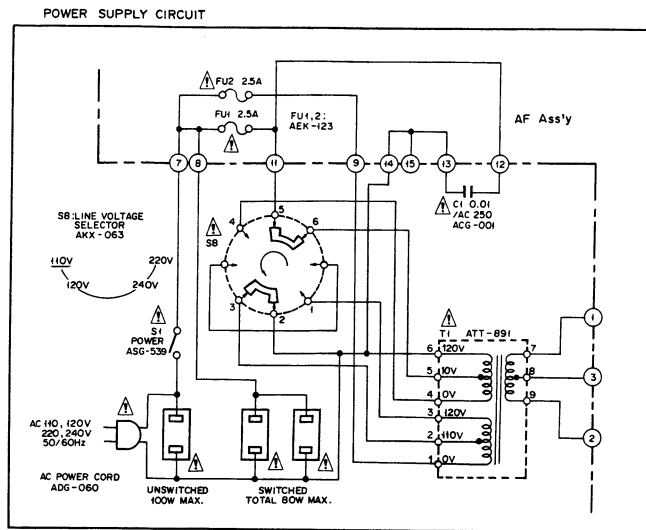 POWER SUPPLY CIRCUIT
FU2 2.5A
FU1 2.5A
FU1,2:
AEK-123
AF Ass'y
7
8
11
9
14
15
13
12
C1 0.01
/AC 250
ACG-001
S8:LINE VOLTAGE
SELECTOR
AKX-063
110V
120V
240V
220V
S8
4
5
6
3
2
1
S1
POWER
ASG-539
T1 ATT-891
6 120V
5 10V
4 0V
3 120V
2 110V
1 0V
7
8
9
1
3
2
AC 110, 120V
220, 240V
50/60Hz
AC POWER CORD
ADG-060
UNSWITCHED
100W MAX.
SWITCHED
TOTAL 80W MAX.